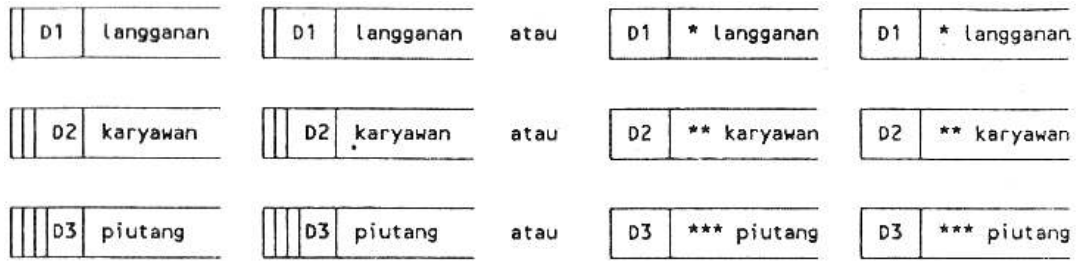 D1 langganan D1 langganan atau D1 * langganan D1 * langganan
D2 karyawan D2 karyawan atau D2 ** karyawan D2 ** karyawan
D3 piutang D3 piutang atau D3 *** piutang D3 *** piutang